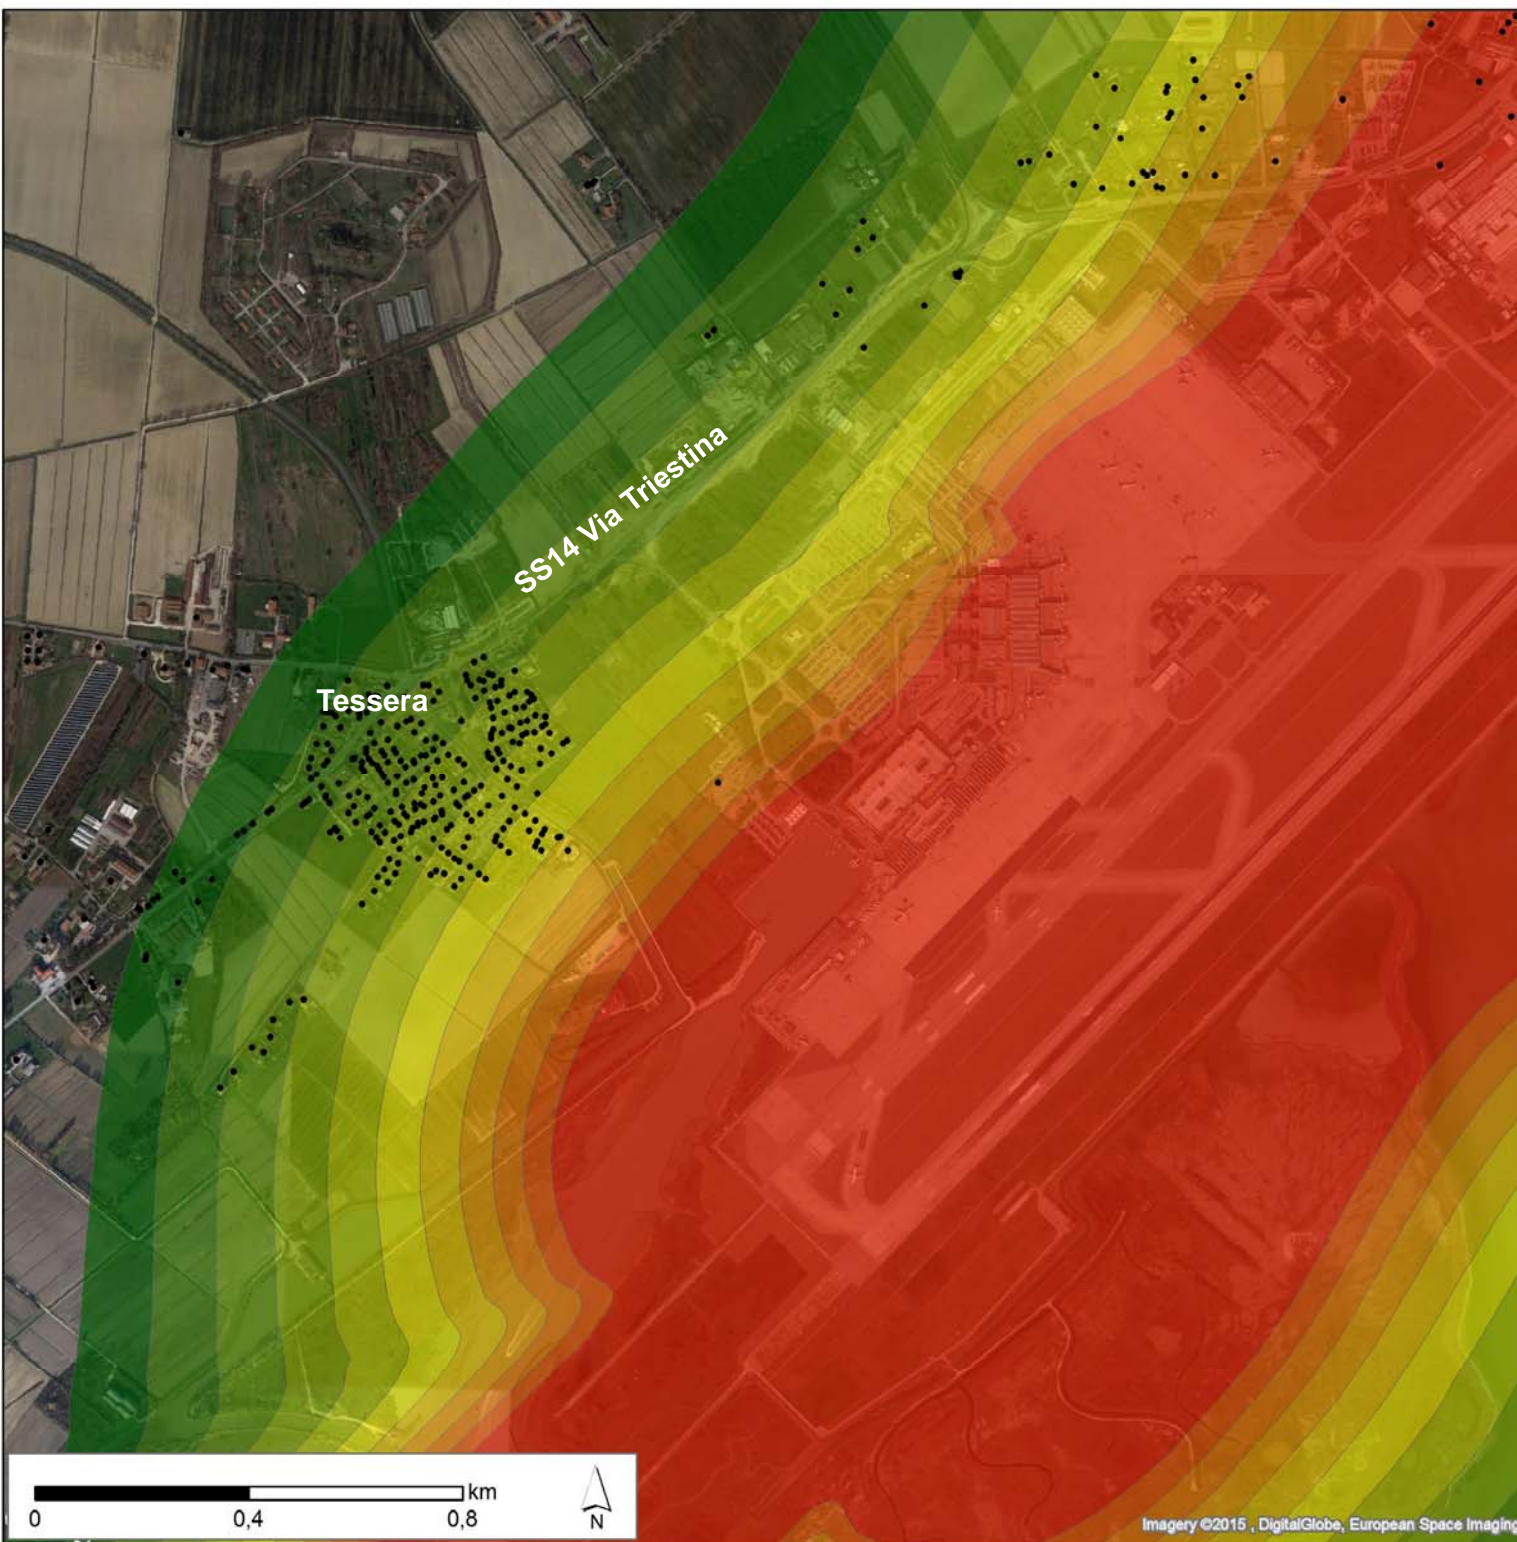 SS14 Via Triestina
Tessera
km
0 0,4 0,8
N
Imagery ©2015 , DigitalGlobe, European Space Imaging